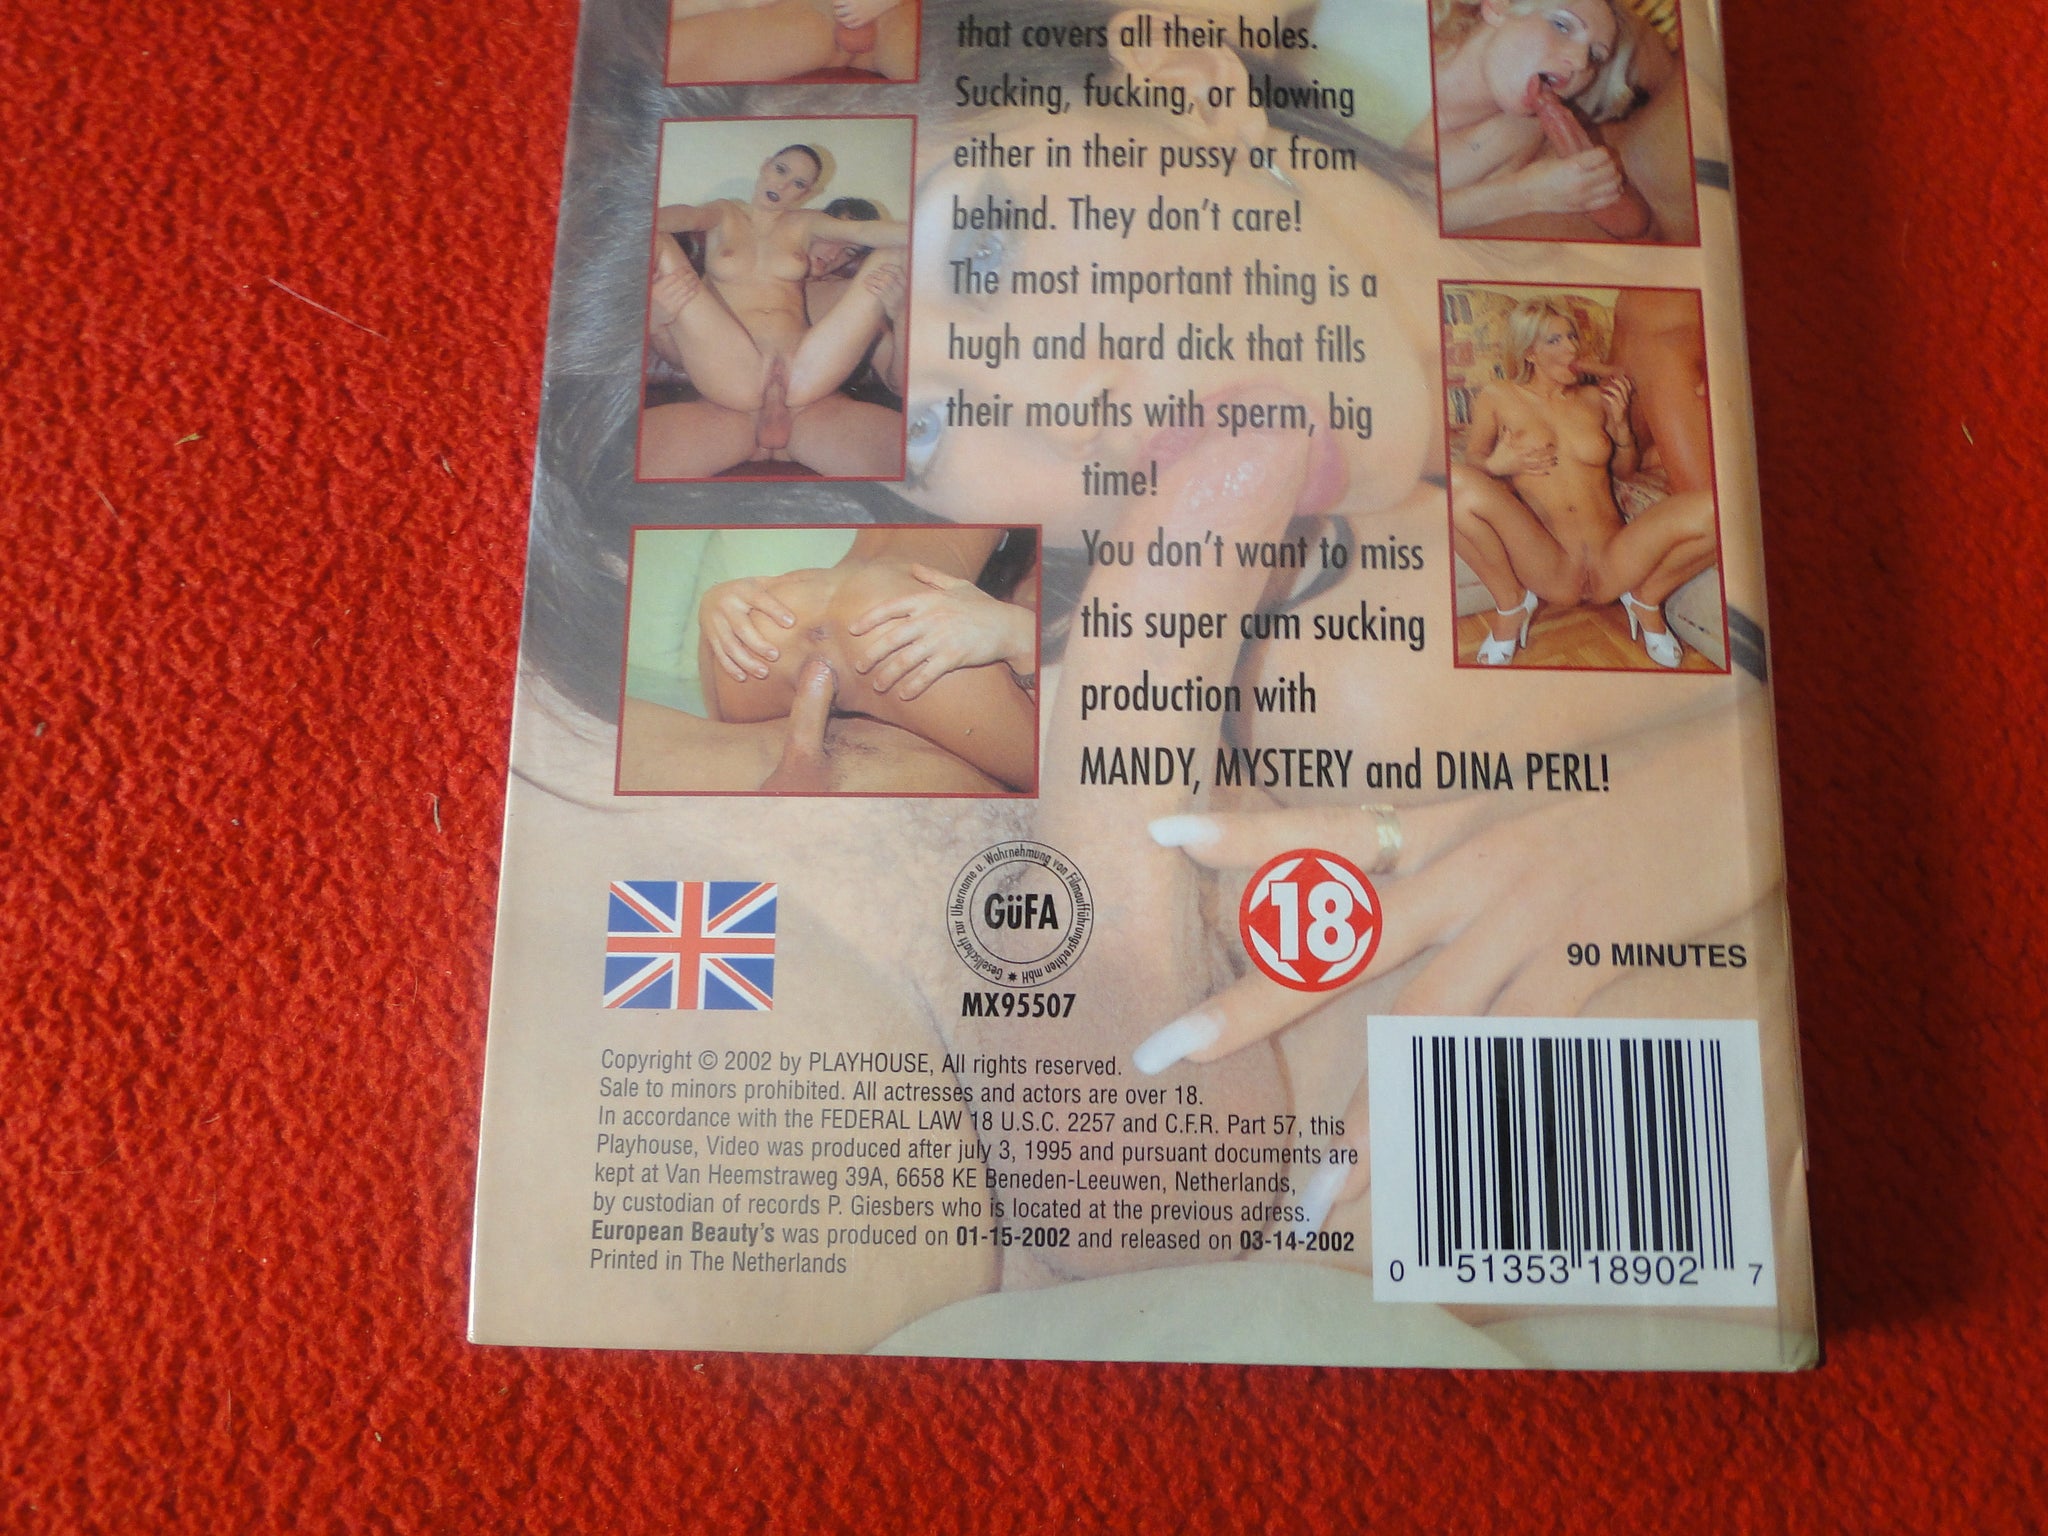 that covers all their holes.
Sucking, fucking, or blowing
either in their pussy or from
behind. They don't care!
The most important thing is a
hugh and hard dick that fills
their mouths with sperm, big
time!
You don't want to miss
this super cum sucking
production with
MANDY, MYSTERY and DINA PERL!
Gesellschaft zur Übername u. Wahrnehmung von Filmaufführungsrechten mbH
GüFA
MX95507
18
90 MINUTES
Copyright © 2002 by PLAYHOUSE, All rights reserved.
Sale to minors prohibited. All actresses and actors are over 18.
In accordance with the FEDERAL LAW 18 U.S.C. 2257 and C.F.R. Part 57, this
Playhouse, Video was produced after july 3, 1995 and pursuant documents are
kept at Van Heemstraweg 39A, 6658 KE Beneden-Leeuwen, Netherlands,
by custodian of records P. Giesbers who is located at the previous adress.
European Beauty's was produced on 01-15-2002 and released on 03-14-2002
Printed in The Netherlands
0 51353 18902 7